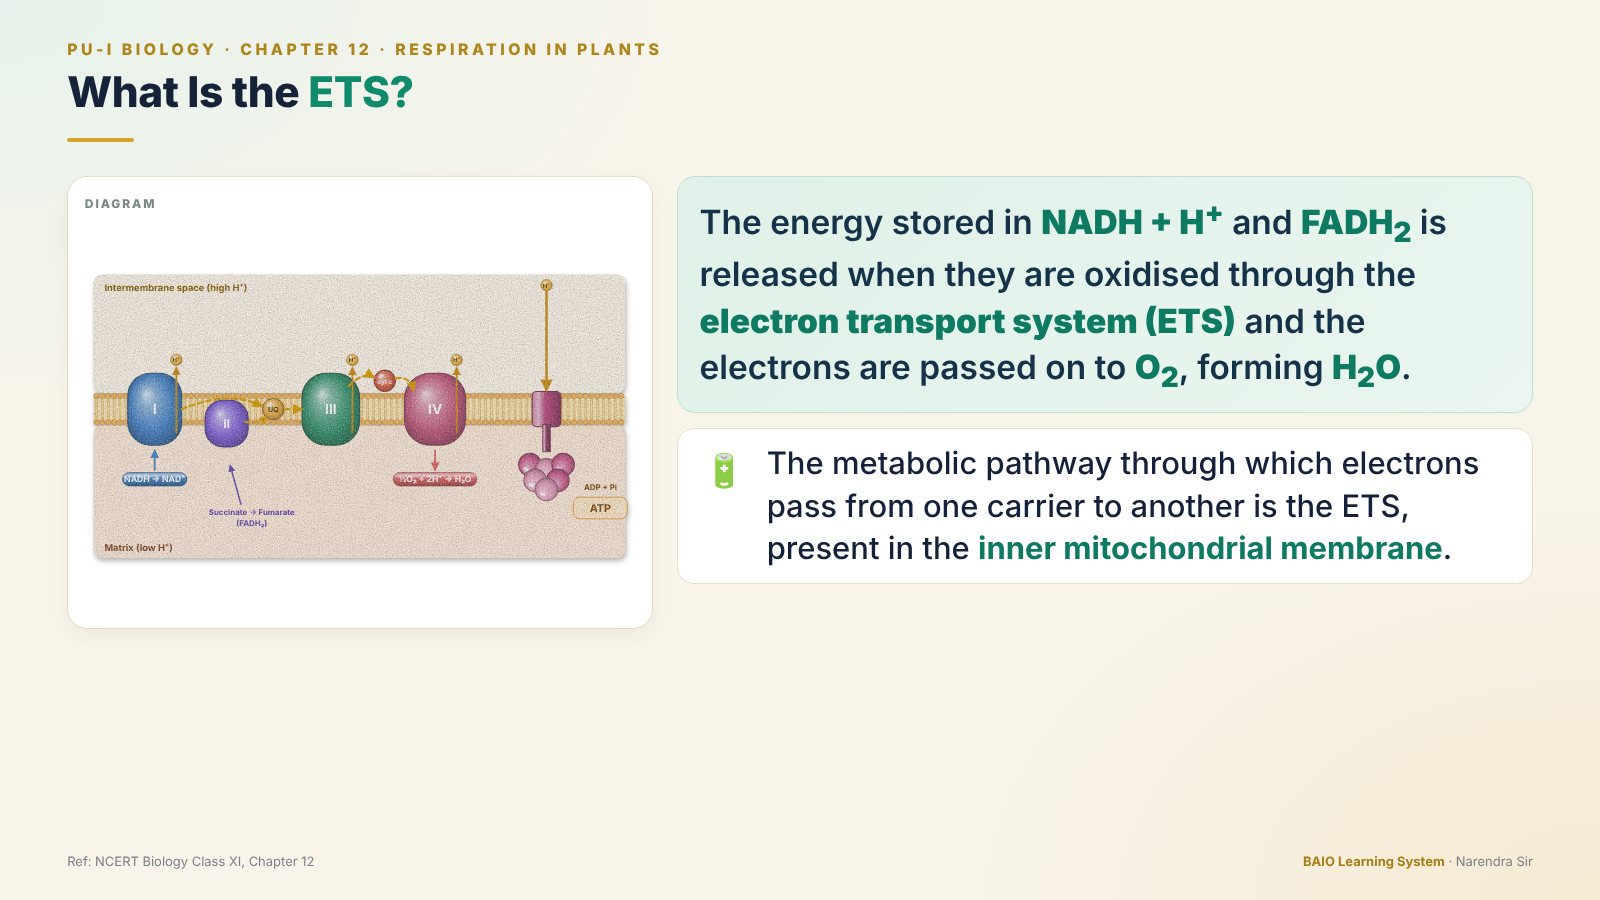 PU-I BIOLOGY · CHAPTER 12 · RESPIRATION IN PLANTS
What Is the ETS?
DIAGRAM
Intermembrane space (high H⁺)
H⁺
H⁺
H⁺
H⁺
cyt c
I
II
UQ
III
IV
NADH → NAD⁺
½O₂ + 2H⁺ → H₂O
ADP + Pi
ATP
Succinate → Fumarate
(FADH₂)
Matrix (low H⁺)
The energy stored in NADH + H⁺ and FADH₂ is
released when they are oxidised through the
electron transport system (ETS) and the
electrons are passed on to O₂, forming H₂O.
The metabolic pathway through which electrons
pass from one carrier to another is the ETS,
present in the inner mitochondrial membrane.
Ref: NCERT Biology Class XI, Chapter 12
BAIO Learning System · Narendra Sir